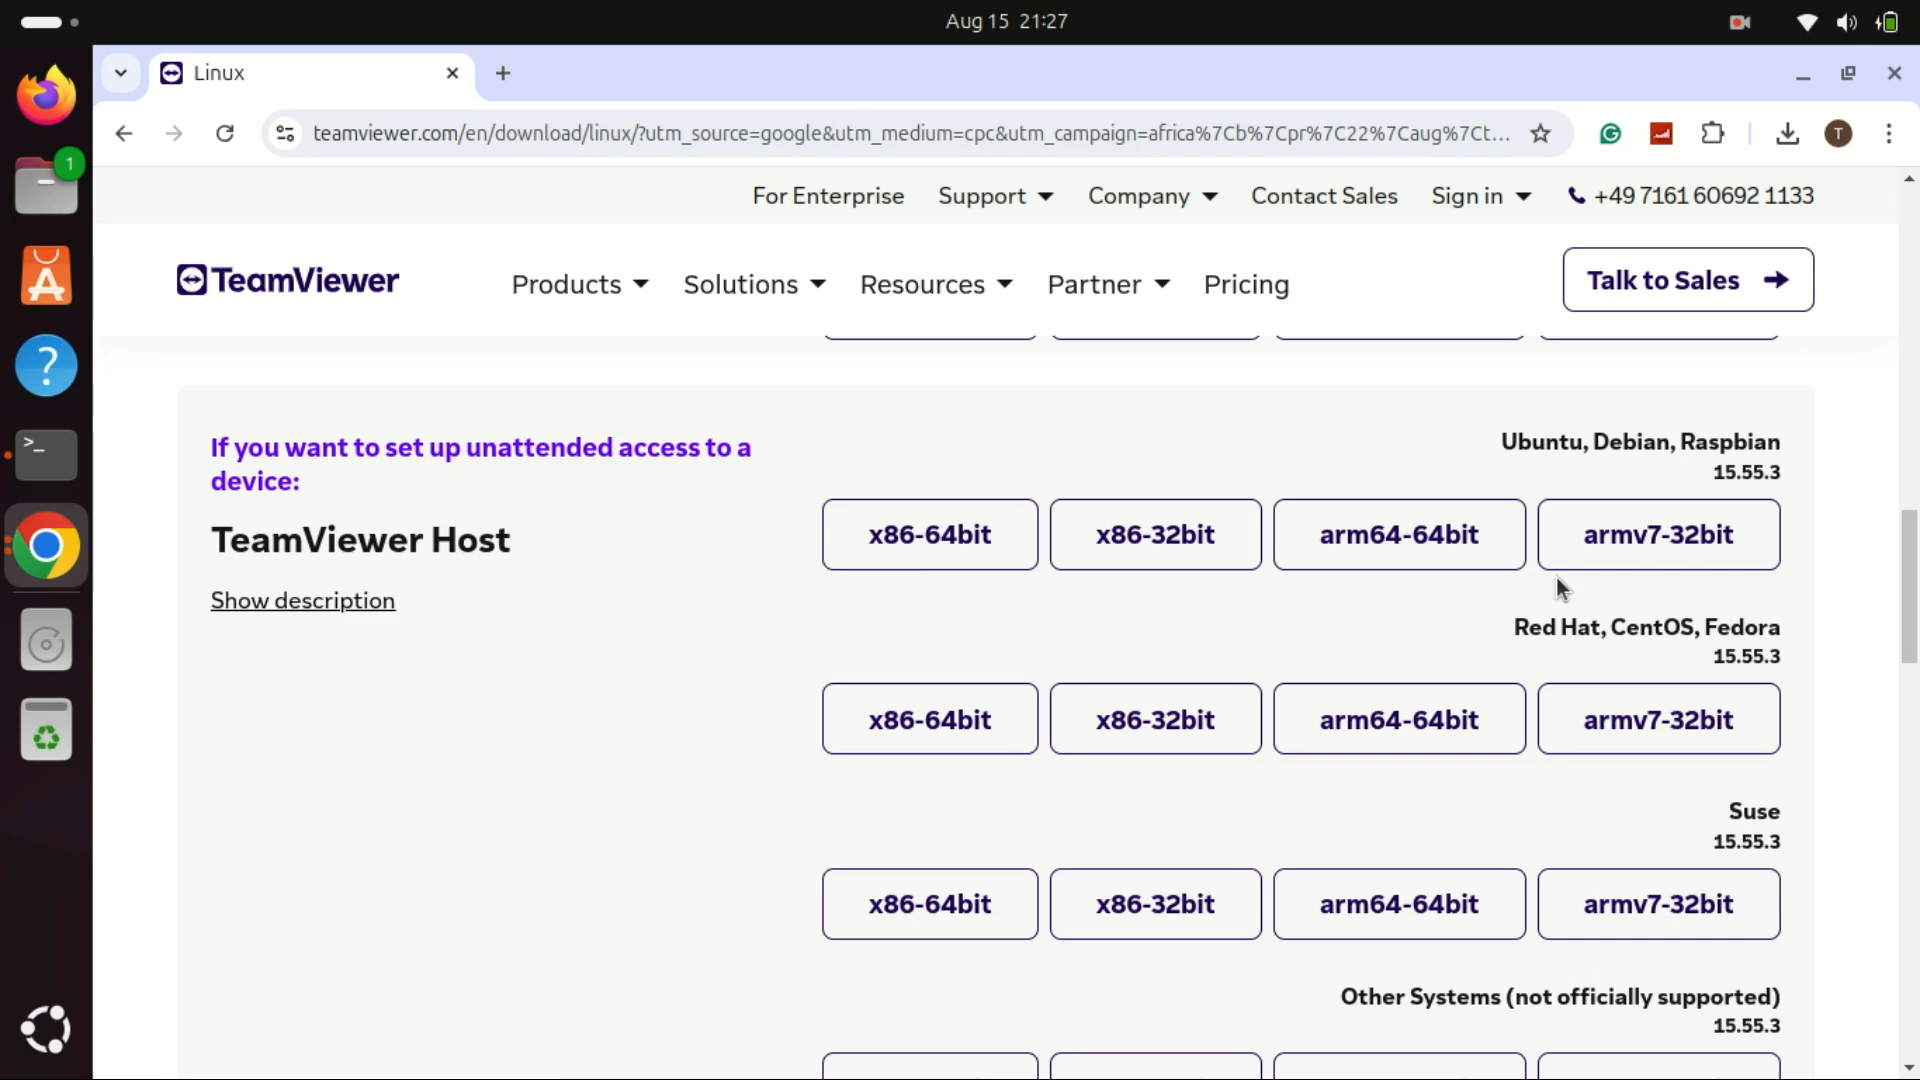 Aug 15 21:27
Linux
teamviewer.com/en/download/linux/?utm_source=google&utm_medium=cpc&utm_campaign=africa%7Cb%7Cpr%7C22%7Caug%7Ct...
T
1
For Enterprise Support Company Contact Sales Sign in +49 7161 60692 1133
TeamViewer Products Solutions Resources Partner Pricing Talk to Sales
If you want to set up unattended access to a
device:
TeamViewer Host
Show description
Ubuntu, Debian, Raspbian
15.55.3
x86-64bit x86-32bit arm64-64bit armv7-32bit
Red Hat, CentOS, Fedora
15.55.3
x86-64bit x86-32bit arm64-64bit armv7-32bit
Suse
15.55.3
x86-64bit x86-32bit arm64-64bit armv7-32bit
Other Systems (not officially supported)
15.55.3